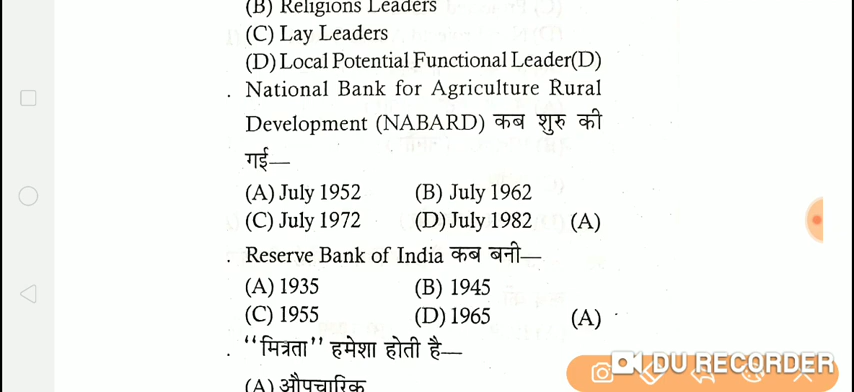 (B) Religions Leaders
(C) Lay Leaders
(D) Local Potential Functional Leader(D)
. National Bank for Agriculture Rural
Development (NABARD) कब शुरु की
गई—
(A) July 1952 (B) July 1962
(C) July 1972 (D) July 1982 (A)
. Reserve Bank of India कब बनी—
(A) 1935 (B) 1945
(C) 1955 (D) 1965 (A)
. “मित्रता” हमेशा होती है—
(A) औपचारिक
DU RECORDER